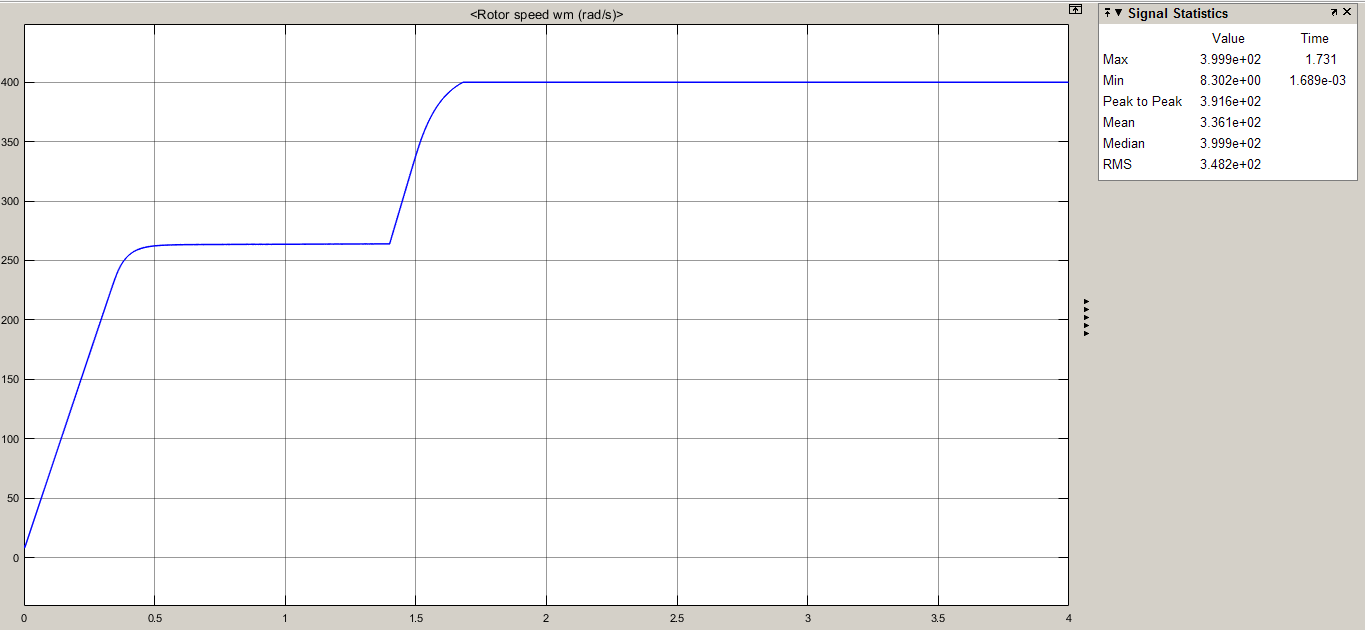 <Rotor speed wm (rad/s)>
400
350
300
250
200
150
100
50
0
0 0.5 1 1.5 2 2.5 3 3.5 4
Signal Statistics
Value Time
Max 3.999e+02 1.731
Min 8.302e+00 1.689e-03
Peak to Peak 3.916e+02
Mean 3.361e+02
Median 3.999e+02
RMS 3.482e+02